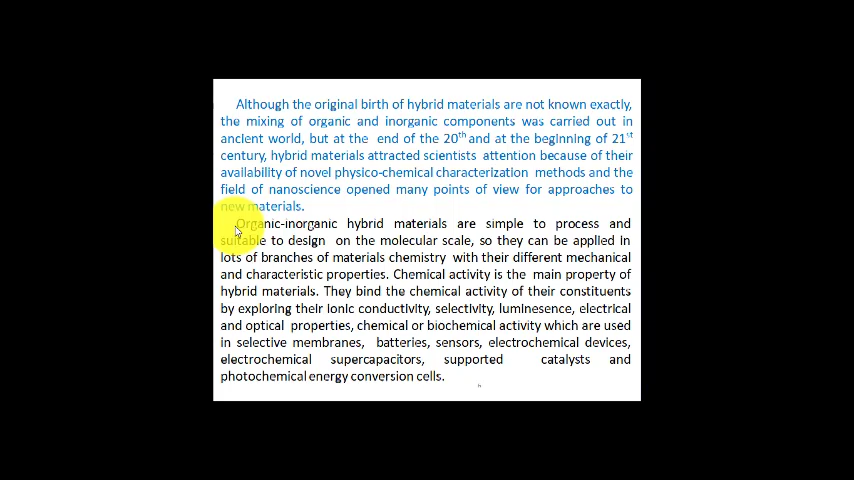 Although the original birth of hybrid materials are not known exactly,
the mixing of organic and inorganic components was carried out in
ancient world, but at the end of the 20th and at the beginning of 21st
century, hybrid materials attracted scientists attention because of their
availability of novel physico-chemical characterization methods and the
field of nanoscience opened many points of view for approaches to
new materials.
Organic-inorganic hybrid materials are simple to process and
suitable to design on the molecular scale, so they can be applied in
lots of branches of materials chemistry with their different mechanical
and characteristic properties. Chemical activity is the main property of
hybrid materials. They bind the chemical activity of their constituents
by exploring their ionic conductivity, selectivity, luminesence, electrical
and optical properties, chemical or biochemical activity which are used
in selective membranes, batteries, sensors, electrochemical devices,
electrochemical supercapacitors, supported catalysts and
photochemical energy conversion cells.